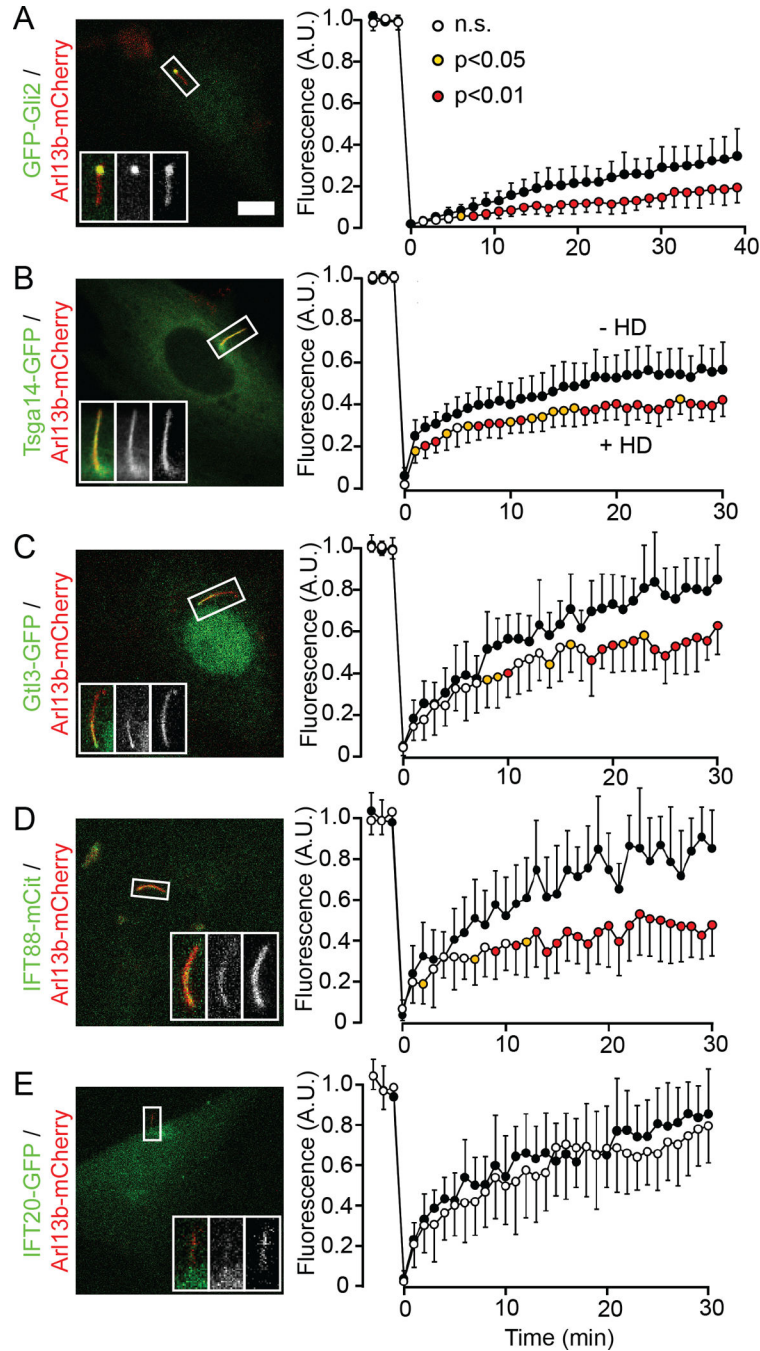 A
GFP-Gli2 /
Arl13b-mCherry
Fluorescence (A.U.)
1.0
0.8
0.6
0.4
0.2
0
n.s.
p<0.05
p<0.01
0 10 20 30 40
B
Tsga14-GFP /
Arl13b-mCherry
Fluorescence (A.U.)
1.0
0.8
0.6
0.4
0.2
0
- HD
+ HD
0 10 20 30
C
Gtl3-GFP /
Arl13b-mCherry
Fluorescence (A.U.)
1.0
0.8
0.6
0.4
0.2
0
0 10 20 30
D
IFT88-mCit /
Arl13b-mCherry
Fluorescence (A.U.)
1.0
0.8
0.6
0.4
0.2
0
0 10 20 30
E
IFT20-GFP /
Arl13b-mCherry
Fluorescence (A.U.)
1.0
0.8
0.6
0.4
0.2
0
0 10 20 30
Time (min)